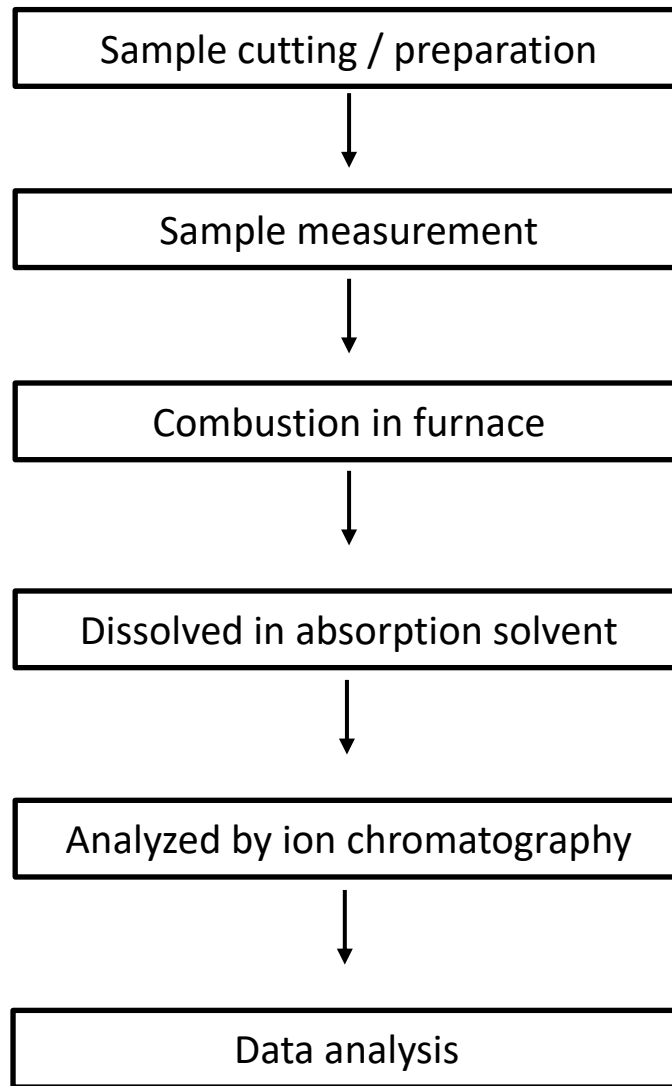 Sample cutting / preparation
Sample measurement
Combustion in furnace
Dissolved in absorption solvent
Analyzed by ion chromatography
Data analysis